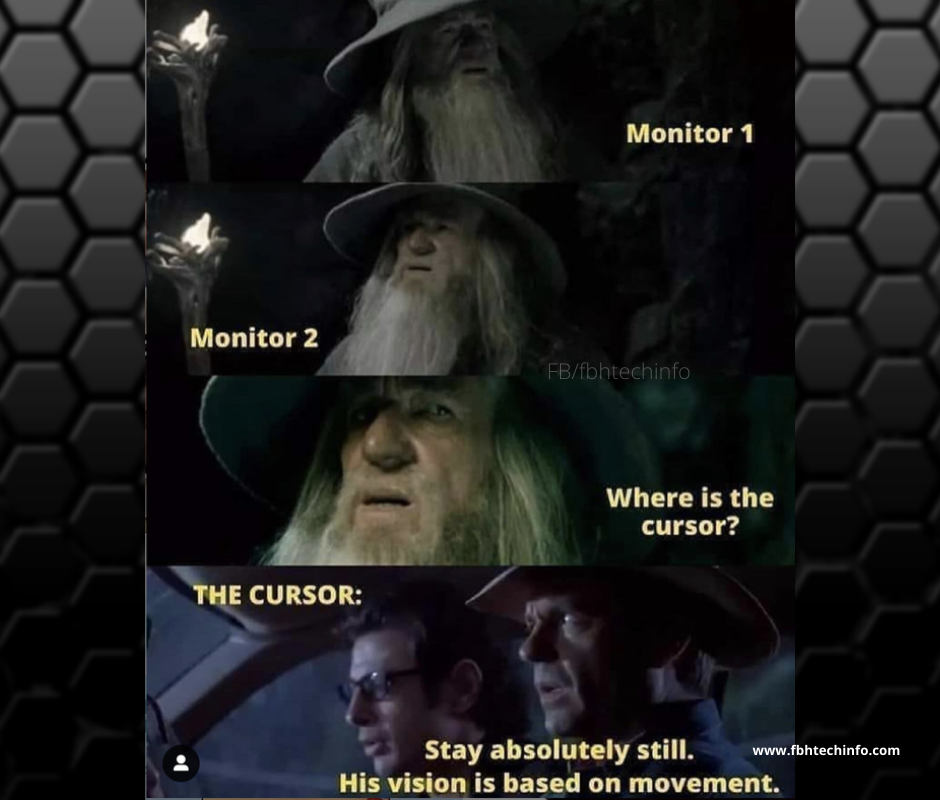 Monitor 1
Monitor 2
FB/fbhtechinfo
Where is the
cursor?
THE CURSOR:
Stay absolutely still.
www.fbhtechinfo.com
His vision is based on movement.